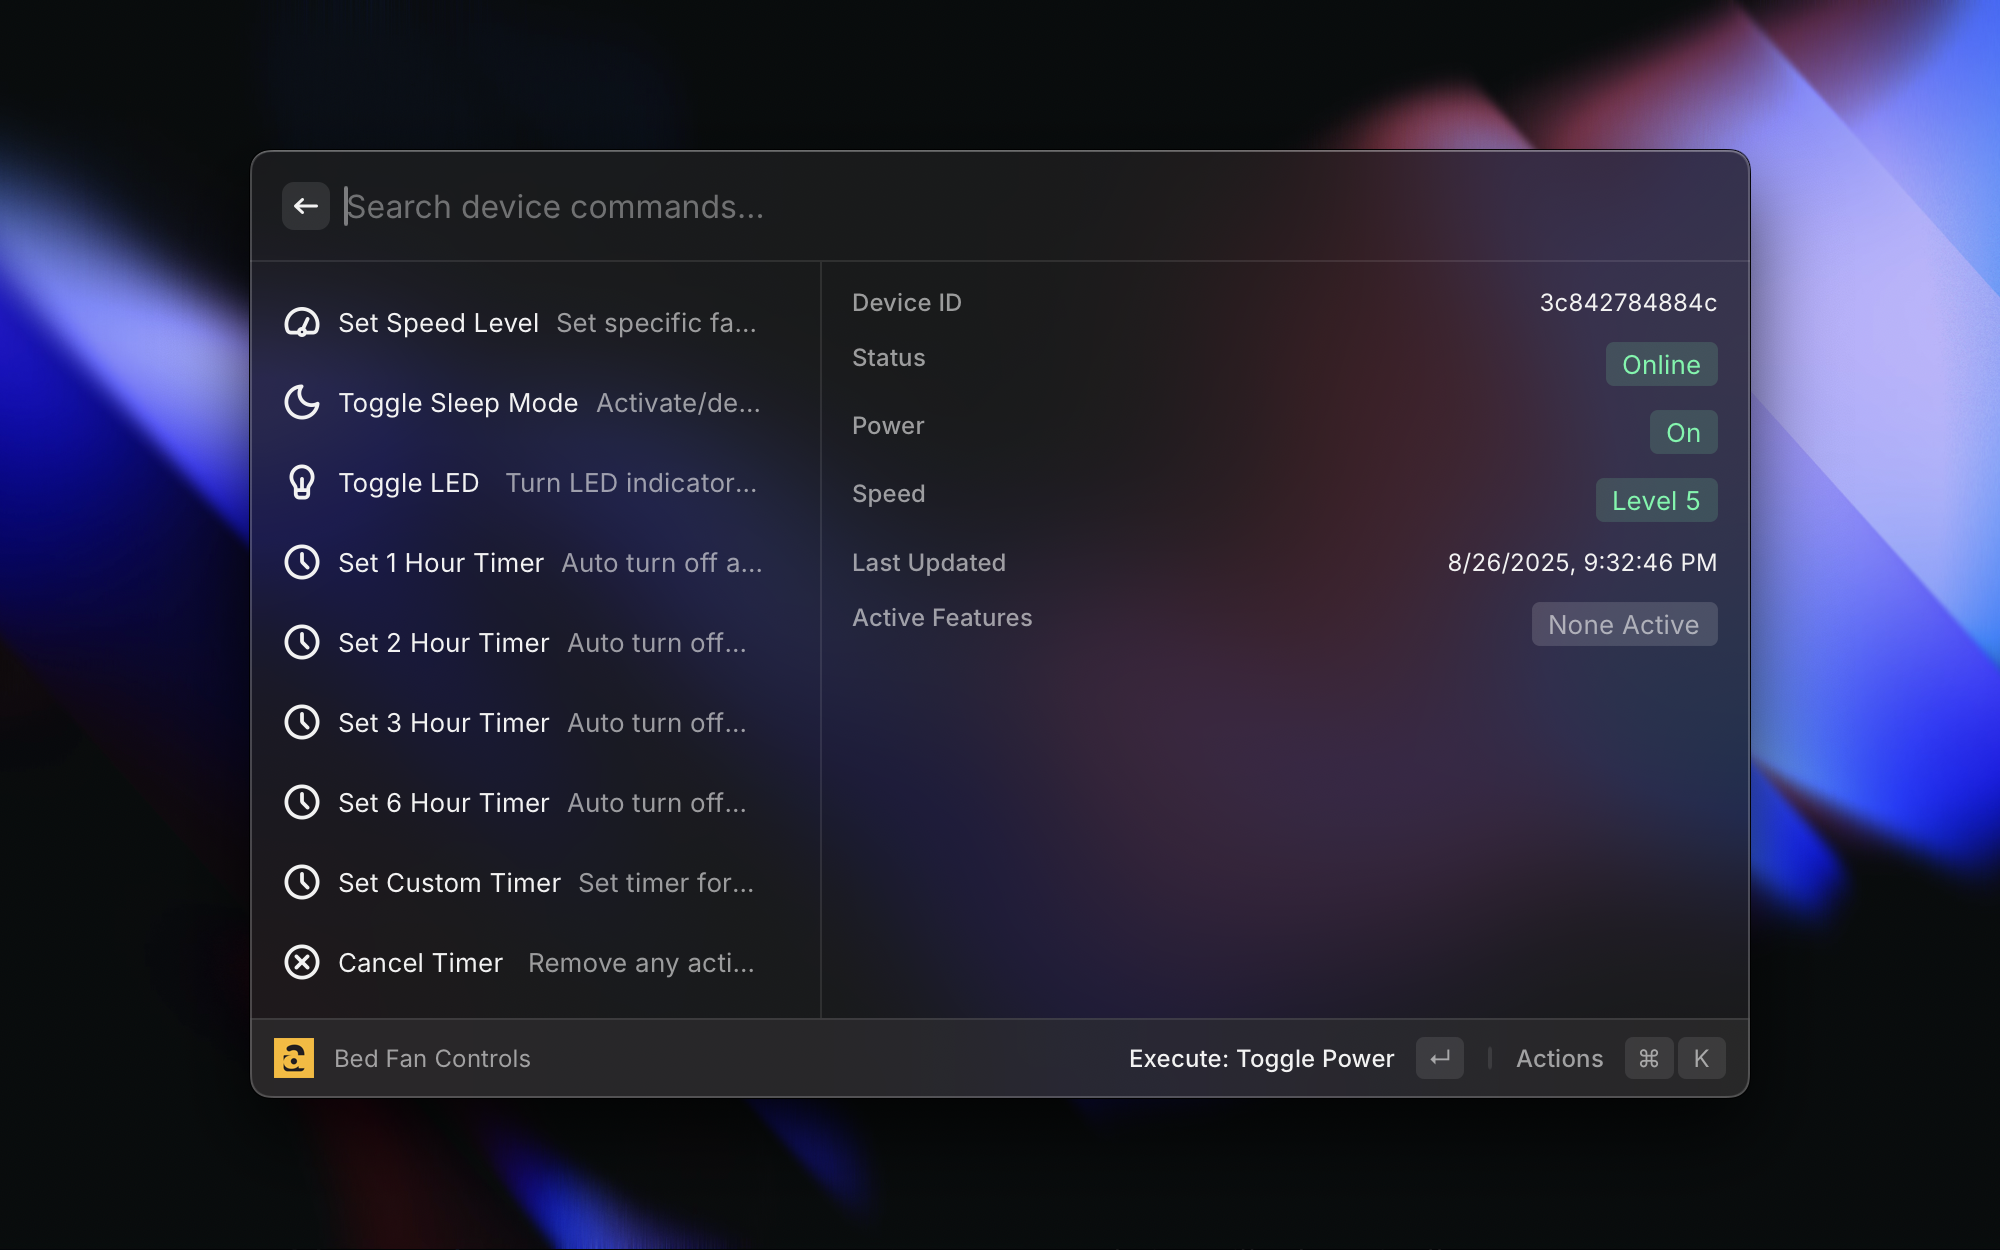 Search device commands...
Set Speed Level Set specific fa...
Toggle Sleep Mode Activate/de...
Toggle LED Turn LED indicator...
Set 1 Hour Timer Auto turn off a...
Set 2 Hour Timer Auto turn off...
Set 3 Hour Timer Auto turn off...
Set 6 Hour Timer Auto turn off...
Set Custom Timer Set timer for...
Cancel Timer Remove any acti...
Device ID 3c842784884c
Status Online
Power On
Speed Level 5
Last Updated 8/26/2025, 9:32:46 PM
Active Features None Active
Bed Fan Controls
Execute: Toggle Power ↵ Actions ⌘ K